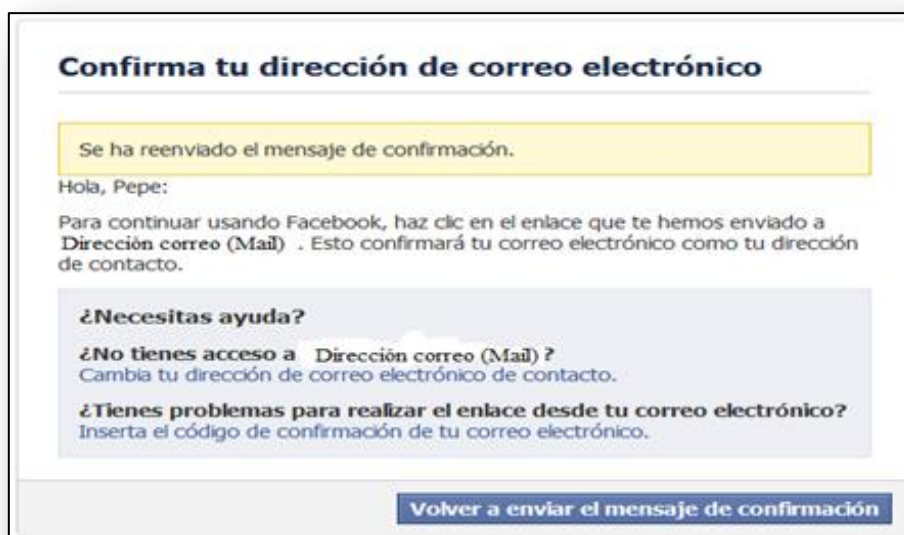 Confirma tu dirección de correo electrónico
Se ha reenviado el mensaje de confirmación.
Hola, Pepe:
Para continuar usando Facebook, haz clic en el enlace que te hemos enviado a
Dirección correo (Mail) . Esto confirmará tu correo electrónico como tu dirección
de contacto.
¿Necesitas ayuda?
¿No tienes acceso a Dirección correo (Mail) ?
Cambia tu dirección de correo electrónico de contacto.
¿Tienes problemas para realizar el enlace desde tu correo electrónico?
Inserta el código de confirmación de tu correo electrónico.
Volver a enviar el mensaje de confirmación